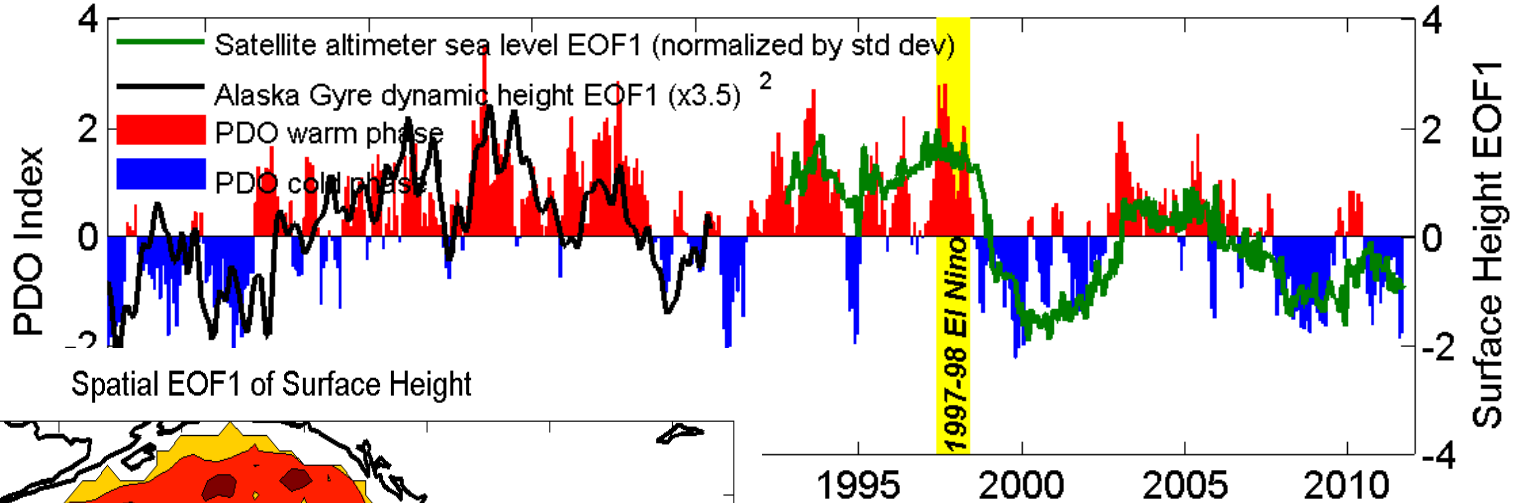 4
4
Satellite altimeter sea level EOF1 (normalized by std dev)
Alaska Gyre dynamic height EOF1 (x3.5) 2
PDO warm phase
PDO cold phase
2
2
0
0
-2
-2
-4
PDO Index
Surface Height EOF1
1997-98 El Nino
1995
2000
2005
2010
Spatial EOF1 of Surface Height